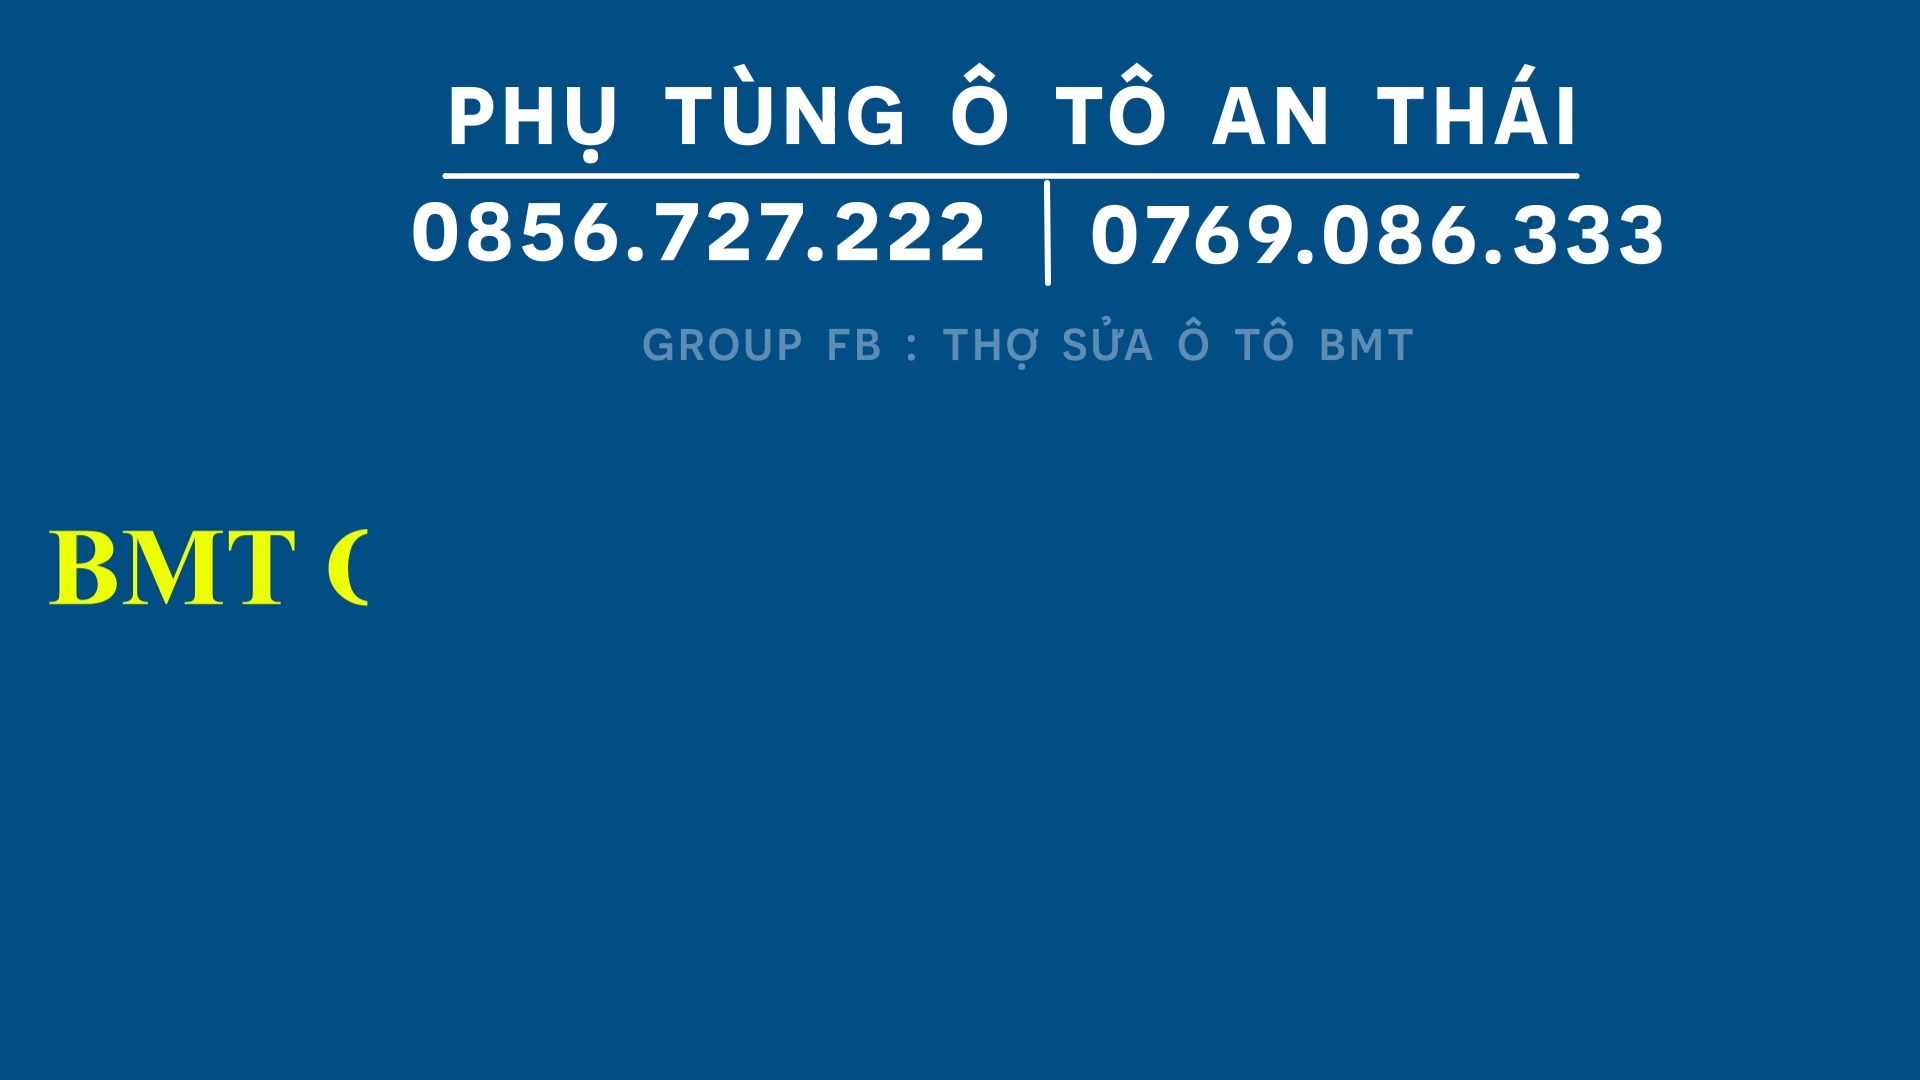 PHỤ TÙNG Ô TÔ AN THÁI
0856.727.222 0769.086.333
GROUP FB : THỢ SỬA Ô TÔ BMT
BMT